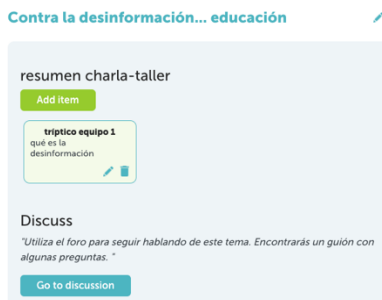 Contra la desinformación... educación
resumen charla-taller
Add item
tríptico equipo 1
qué es la
desinformación
Discuss
"Utiliza el foro para seguir hablando de este tema. Encontrarás un guión con
algunas preguntas. "
Go to discussion